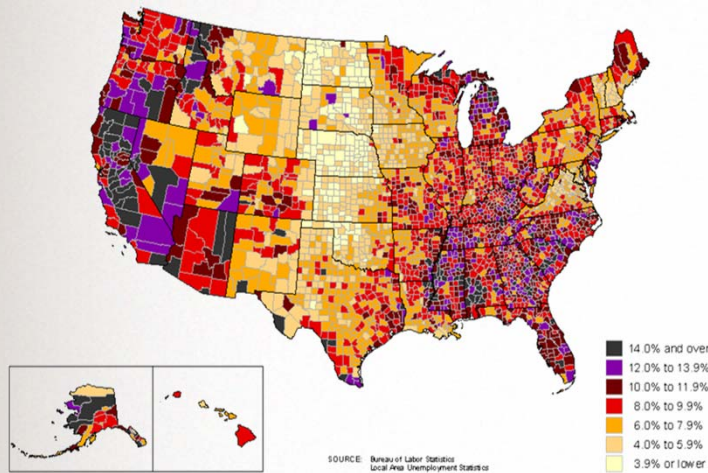 14.0% and over
12.0% to 13.9%
10.0% to 11.9%
8.0% to 9.9%
6.0% to 7.9%
4.0% to 5.9%
3.9% or lower
SOURCE: Bureau of Labor Statistics
Local Area Unemployment Statistics